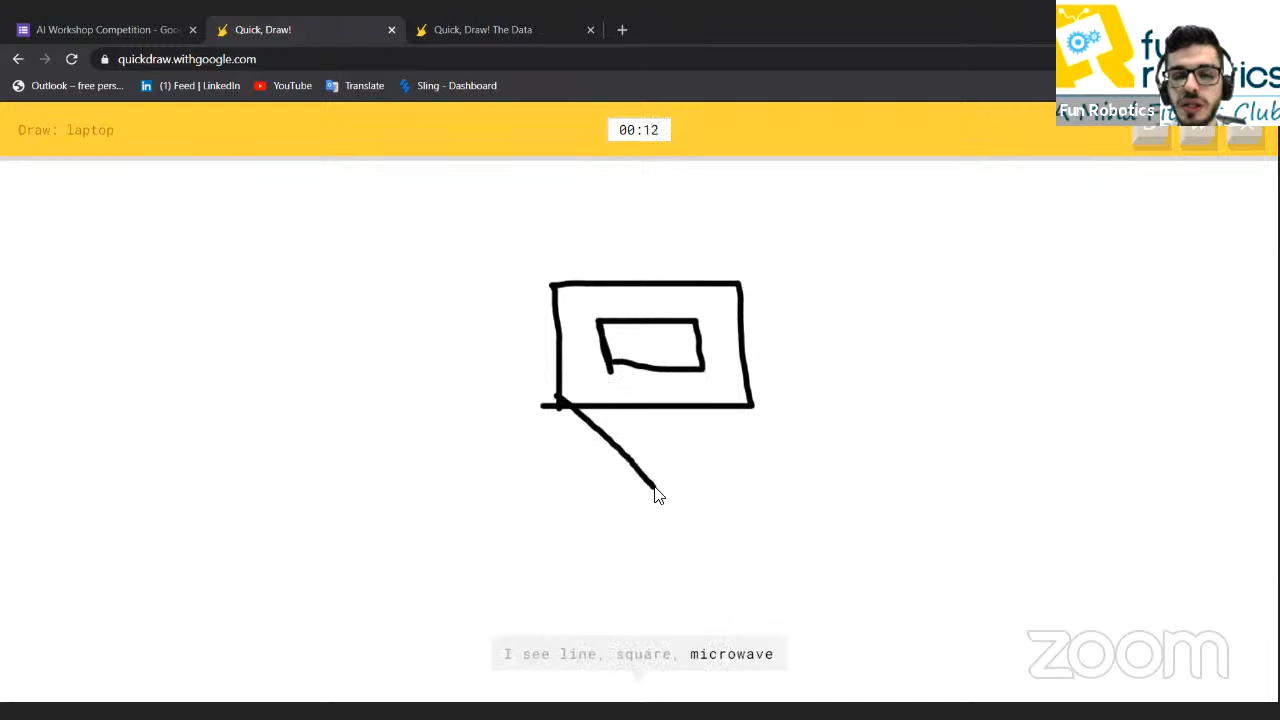 AI Workshop Competition - Goo
Quick, Draw!
Quick, Draw! The Data
quickdraw.withgoogle.com
Outlook – free pers...
(1) Feed | LinkedIn
YouTube
Translate
Sling - Dashboard
Fun Robotics
Club
Draw: laptop
00:12
I see line, square, microwave
zoom